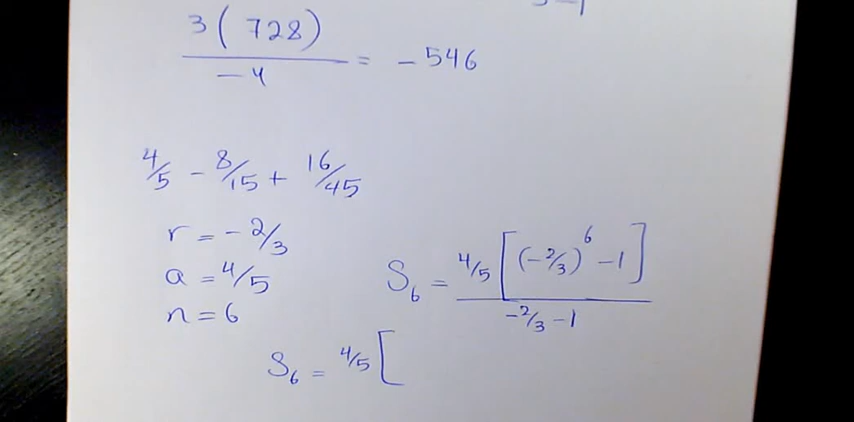 3(728)
-4
= -546
4/5 - 8/15 + 16/45
r = -2/3
a = 4/5
n = 6
S₆ = 4/5 [(-2/3)⁶ - 1]
-2/3 - 1
S₆ = 4/5 [